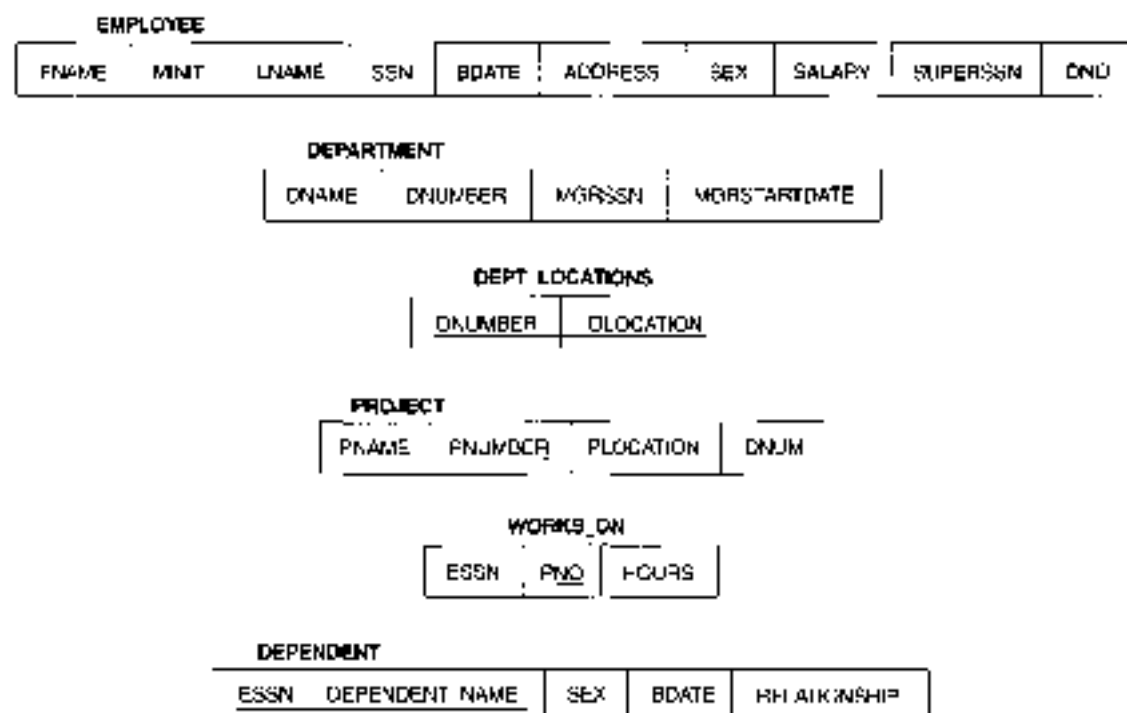 EMPLOYEE
FNAME MINIT LNAME SSN BDATE ADDRESS SEX SALARY SUPERSSN DNO
DEPARTMENT
DNAME DNUMBER MGRSSN MGRSTARTDATE
DEPT LOCATIONS
DNUMBER DLOCATION
PROJECT
PNAME PNUMBER PLOCATION DNUM
WORKS_ON
ESSN PNO HOURS
DEPENDENT
ESSN DEPENDENT NAME SEX BDATE RELATIONSHIP